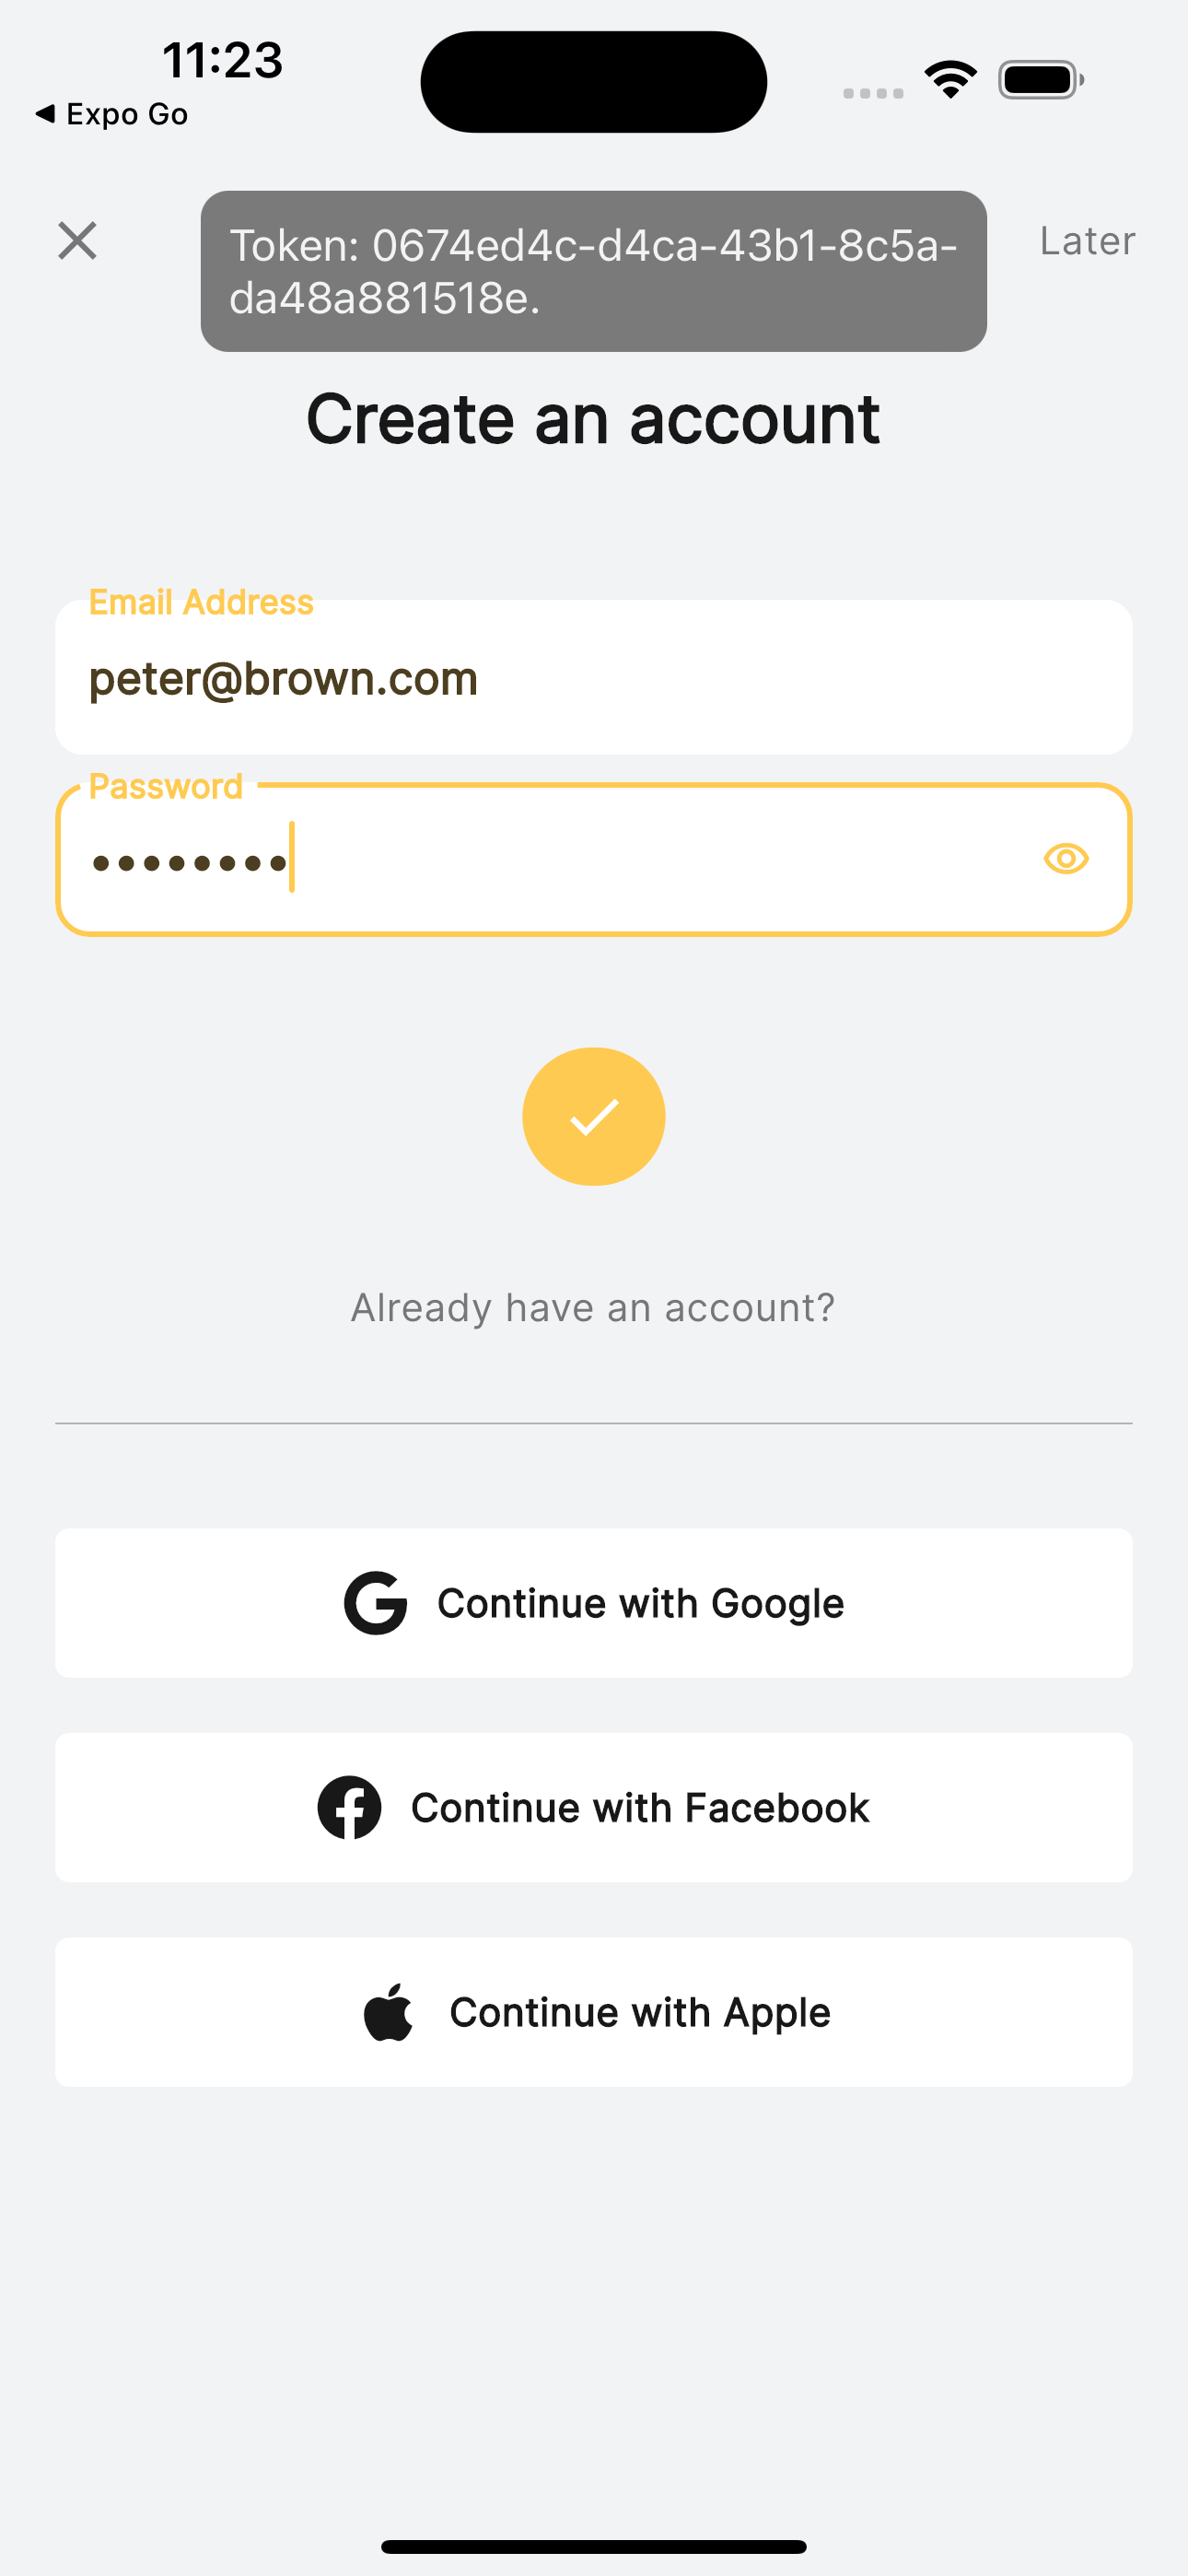 11:23
Expo Go
Later
Token: 0674ed4c-d4ca-43b1-8c5a-
da48a881518e.
Create an account
Email Address
peter@brown.com
Password
••••••••
Already have an account?
Continue with Google
Continue with Facebook
Continue with Apple